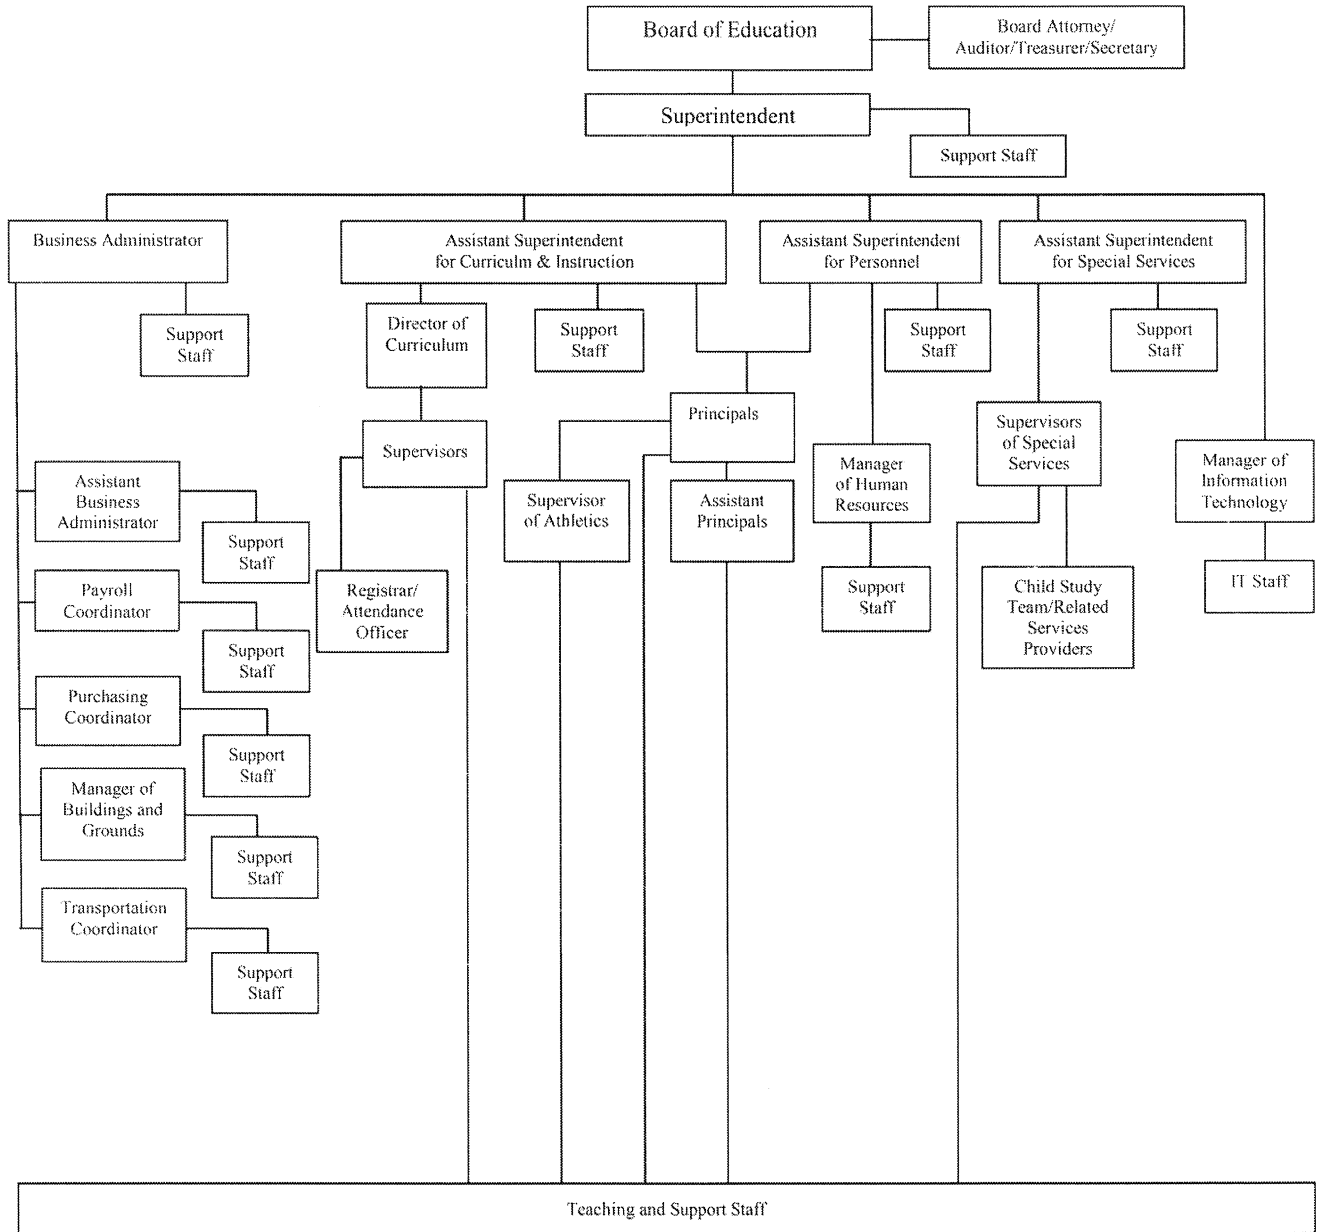 Board of Education
Board Attorney/
Auditor/Treasurer/Secretary
Superintendent
Support Staff
Business Administrator
Assistant Superintendent
for Curriculm & Instruction
Assistant Superintendent
for Personnel
Assistant Superintendent
for Special Services
Support
Staff
Director of
Curriculum
Support
Staff
Support
Staff
Support
Staff
Principals
Supervisors
Supervisors
of Special
Services
Manager
of Human
Resources
Manager of
Information
Technology
Assistant
Business
Administrator
Supervisor
of Athletics
Assistant
Principals
Support
Staff
Payroll
Coordinator
Registrar/
Attendance
Officer
Support
Staff
Child Study
Team/Related
Services
Providers
IT Staff
Support
Staff
Purchasing
Coordinator
Support
Staff
Manager of
Buildings and
Grounds
Support
Staff
Transportation
Coordinator
Support
Staff
Teaching and Support Staff